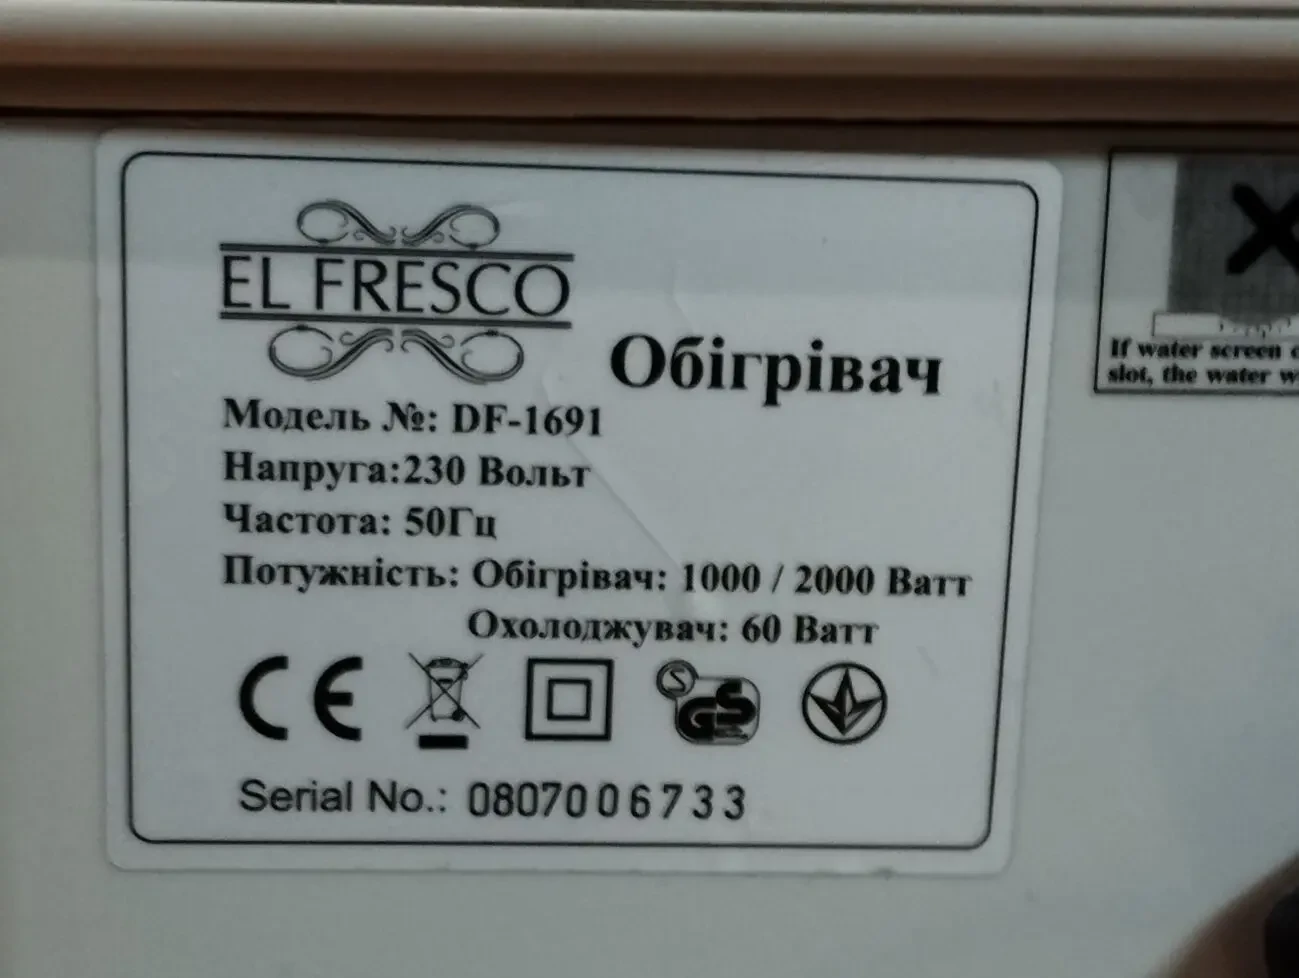 EL FRESCO
Обігрівач
Модель №: DF-1691
Напруга:230 Вольт
Частота: 50Гц
Потужність: Обігрівач: 1000 / 2000 Ватт
Охолоджувач: 60 Ватт
CE
S
GS
Serial No.: 0807006733
If water screen
slot, the water